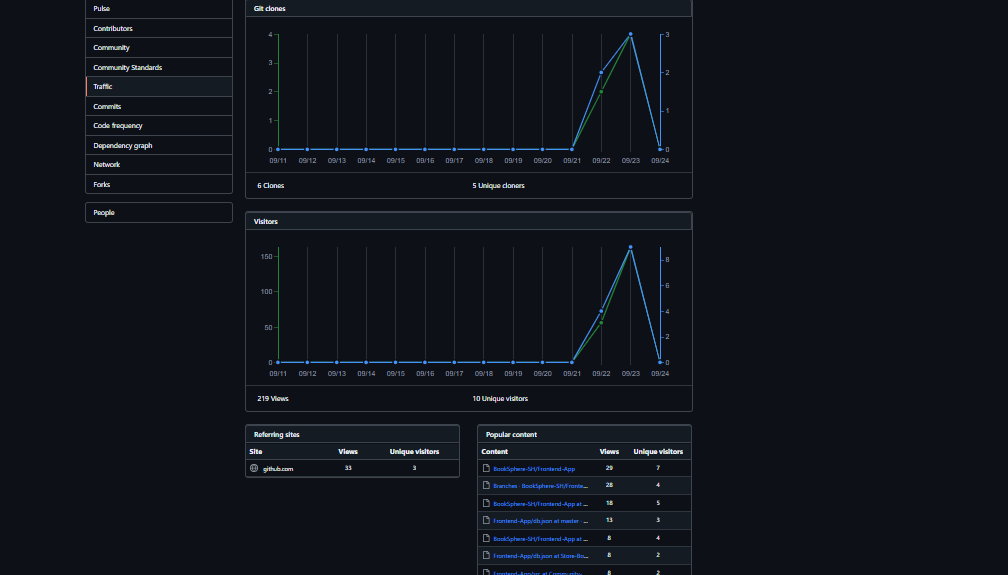 Pulse
Contributors
Community
Community Standards
Traffic
Commits
Code frequency
Dependency graph
Network
Forks
People
Git clones
4
3
2
1
0
3
2
1
0
09/11 09/12 09/13 09/14 09/15 09/16 09/17 09/18 09/19 09/20 09/21 09/22 09/23 09/24
6 Clones 5 Unique cloners
Visitors
150
100
50
0
8
6
4
2
0
09/11 09/12 09/13 09/14 09/15 09/16 09/17 09/18 09/19 09/20 09/21 09/22 09/23 09/24
219 Views 10 Unique visitors
Referring sites
Site Views Unique visitors
github.com 33 3
Popular content
Content Views Unique visitors
BookSphere-SH/Frontend-App 29 7
Branches · BookSphere-SH/Fronte... 28 4
BookSphere-SH/Frontend-App at ... 18 5
Frontend-App/db.json at master · ... 13 3
BookSphere-SH/Frontend-App at ... 8 4
Frontend-App/db.json at Store-Bo... 8 2
Frontend-App/src at Community-... 8 2